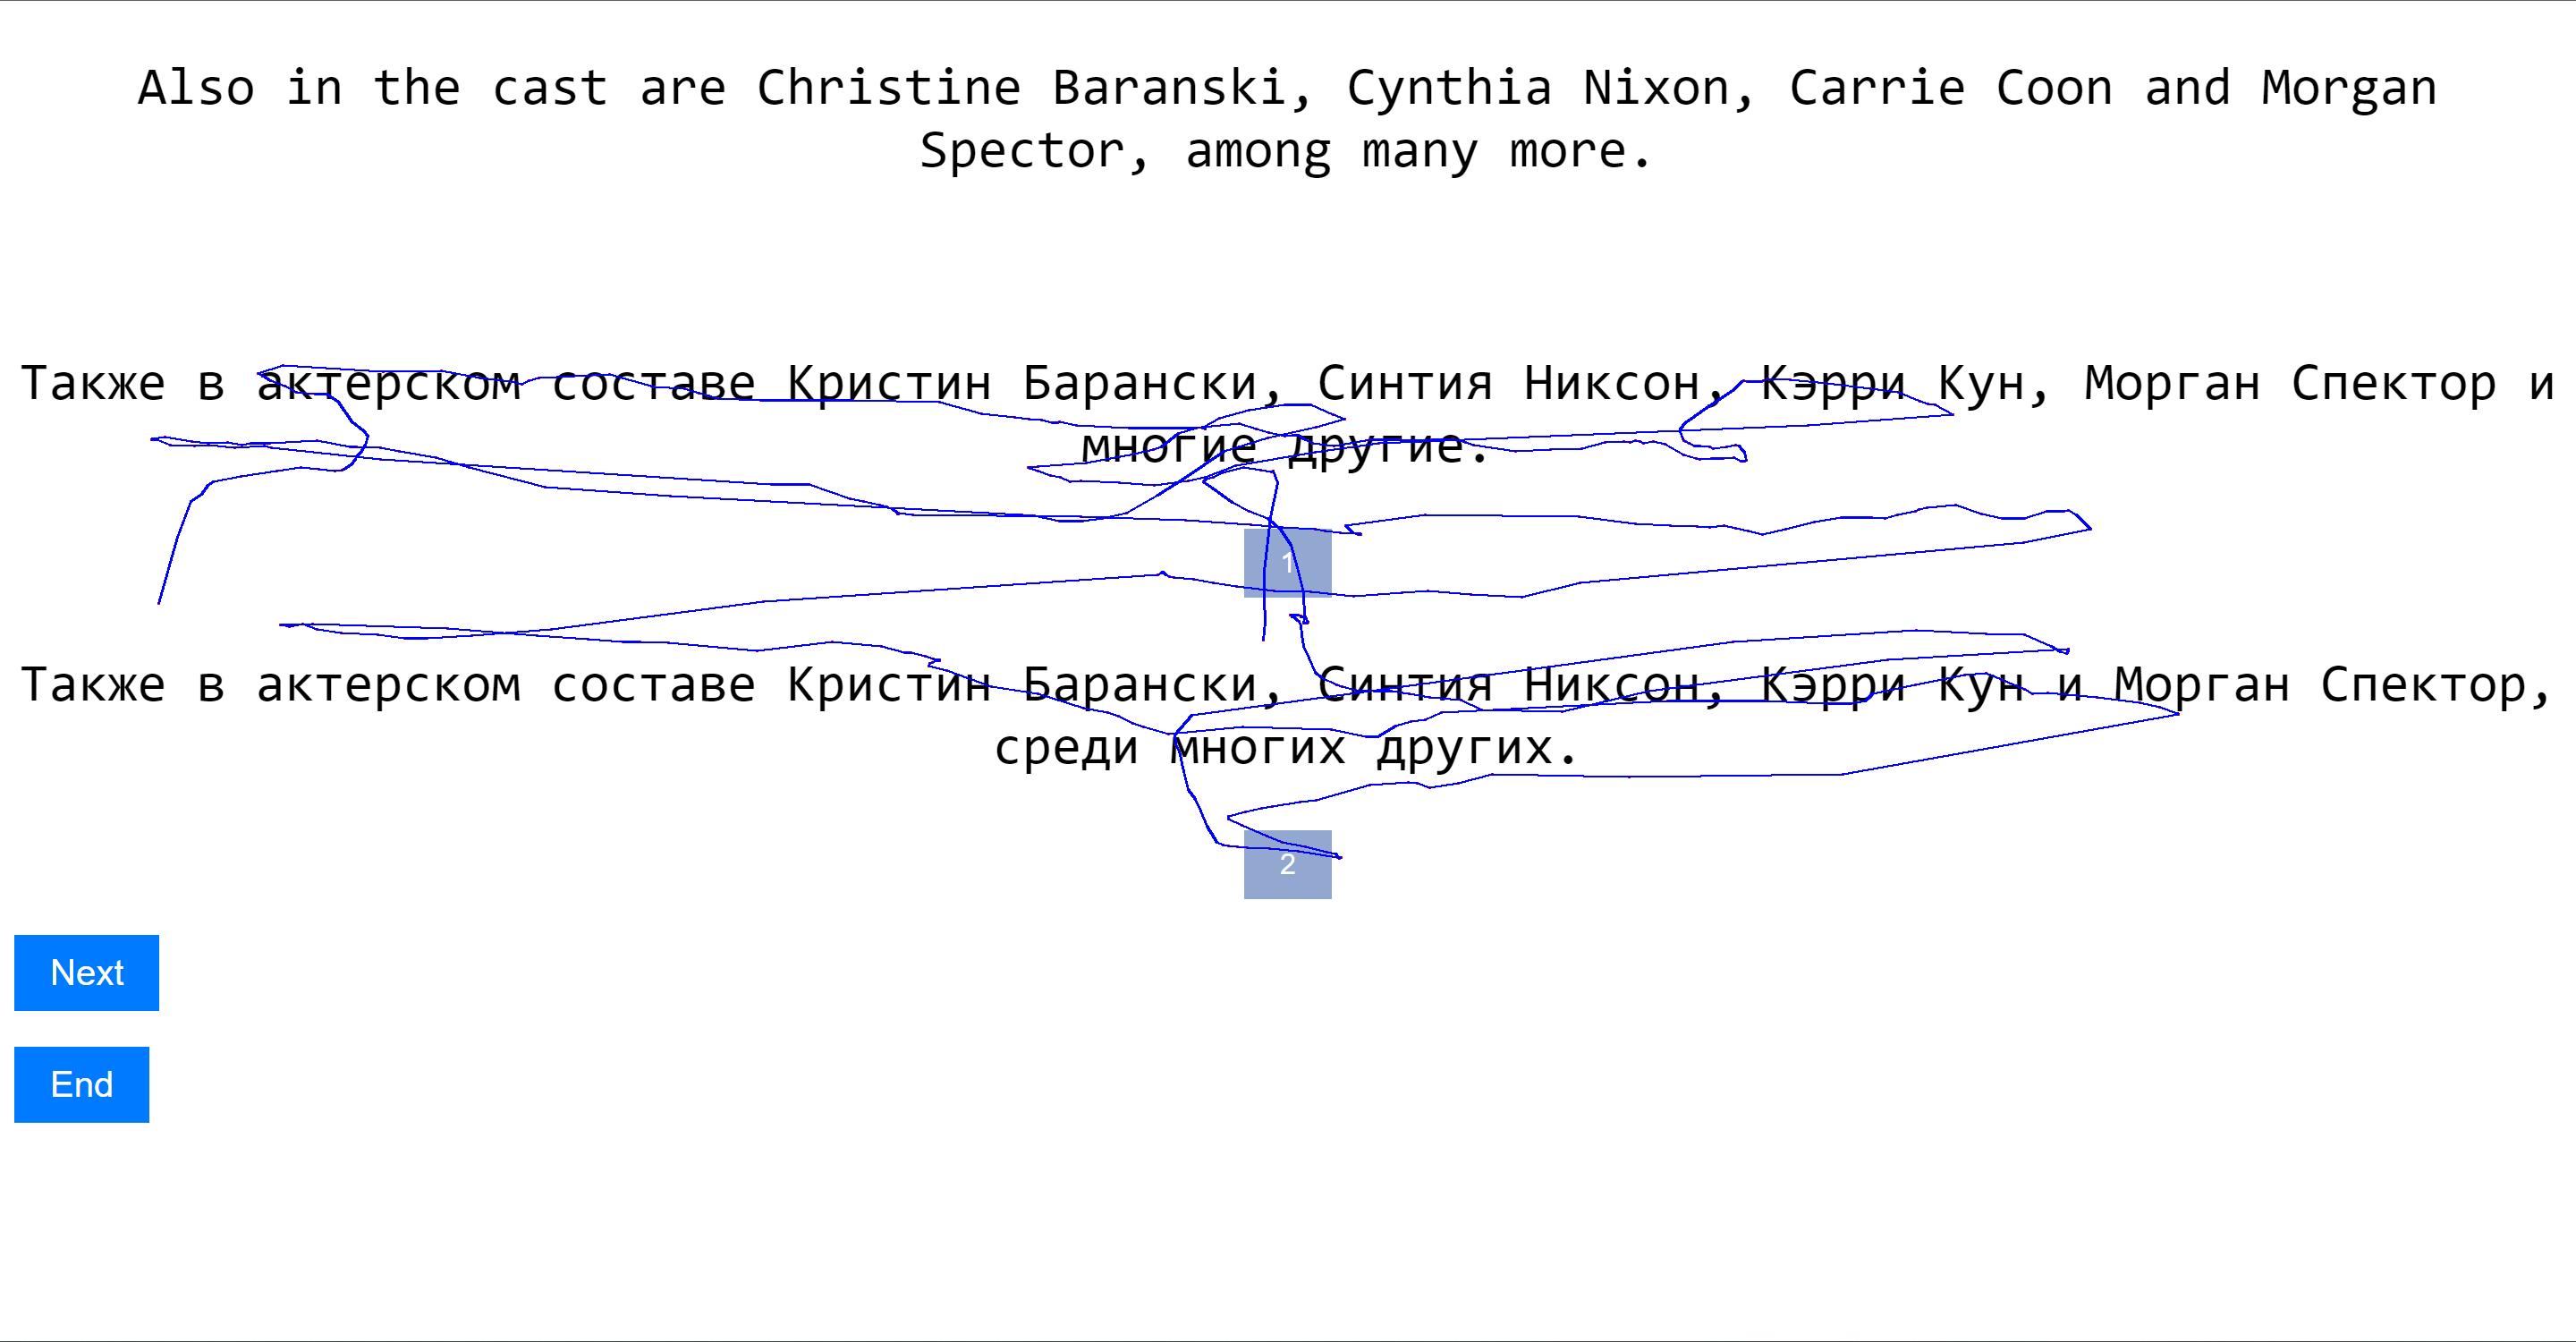 Also in the cast are Christine Baranski, Cynthia Nixon, Carrie Coon and Morgan
Spector, among many more.
Также в актерском составе Кристин Барански, Синтия Никсон, Кэрри Кун, Морган Спектор и
многие другие.
1
Также в актерском составе Кристин Барански, Синтия Никсон, Кэрри Кун и Морган Спектор,
среди многих других.
2
Next
End